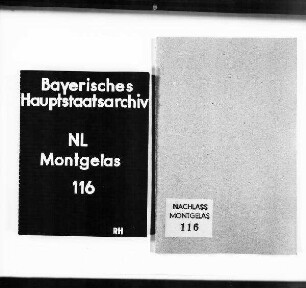 Bayerisches
Hauptstaatsarchiv
NL
Montgelas
116
RH
NACHLASS
MONTGELAS
116